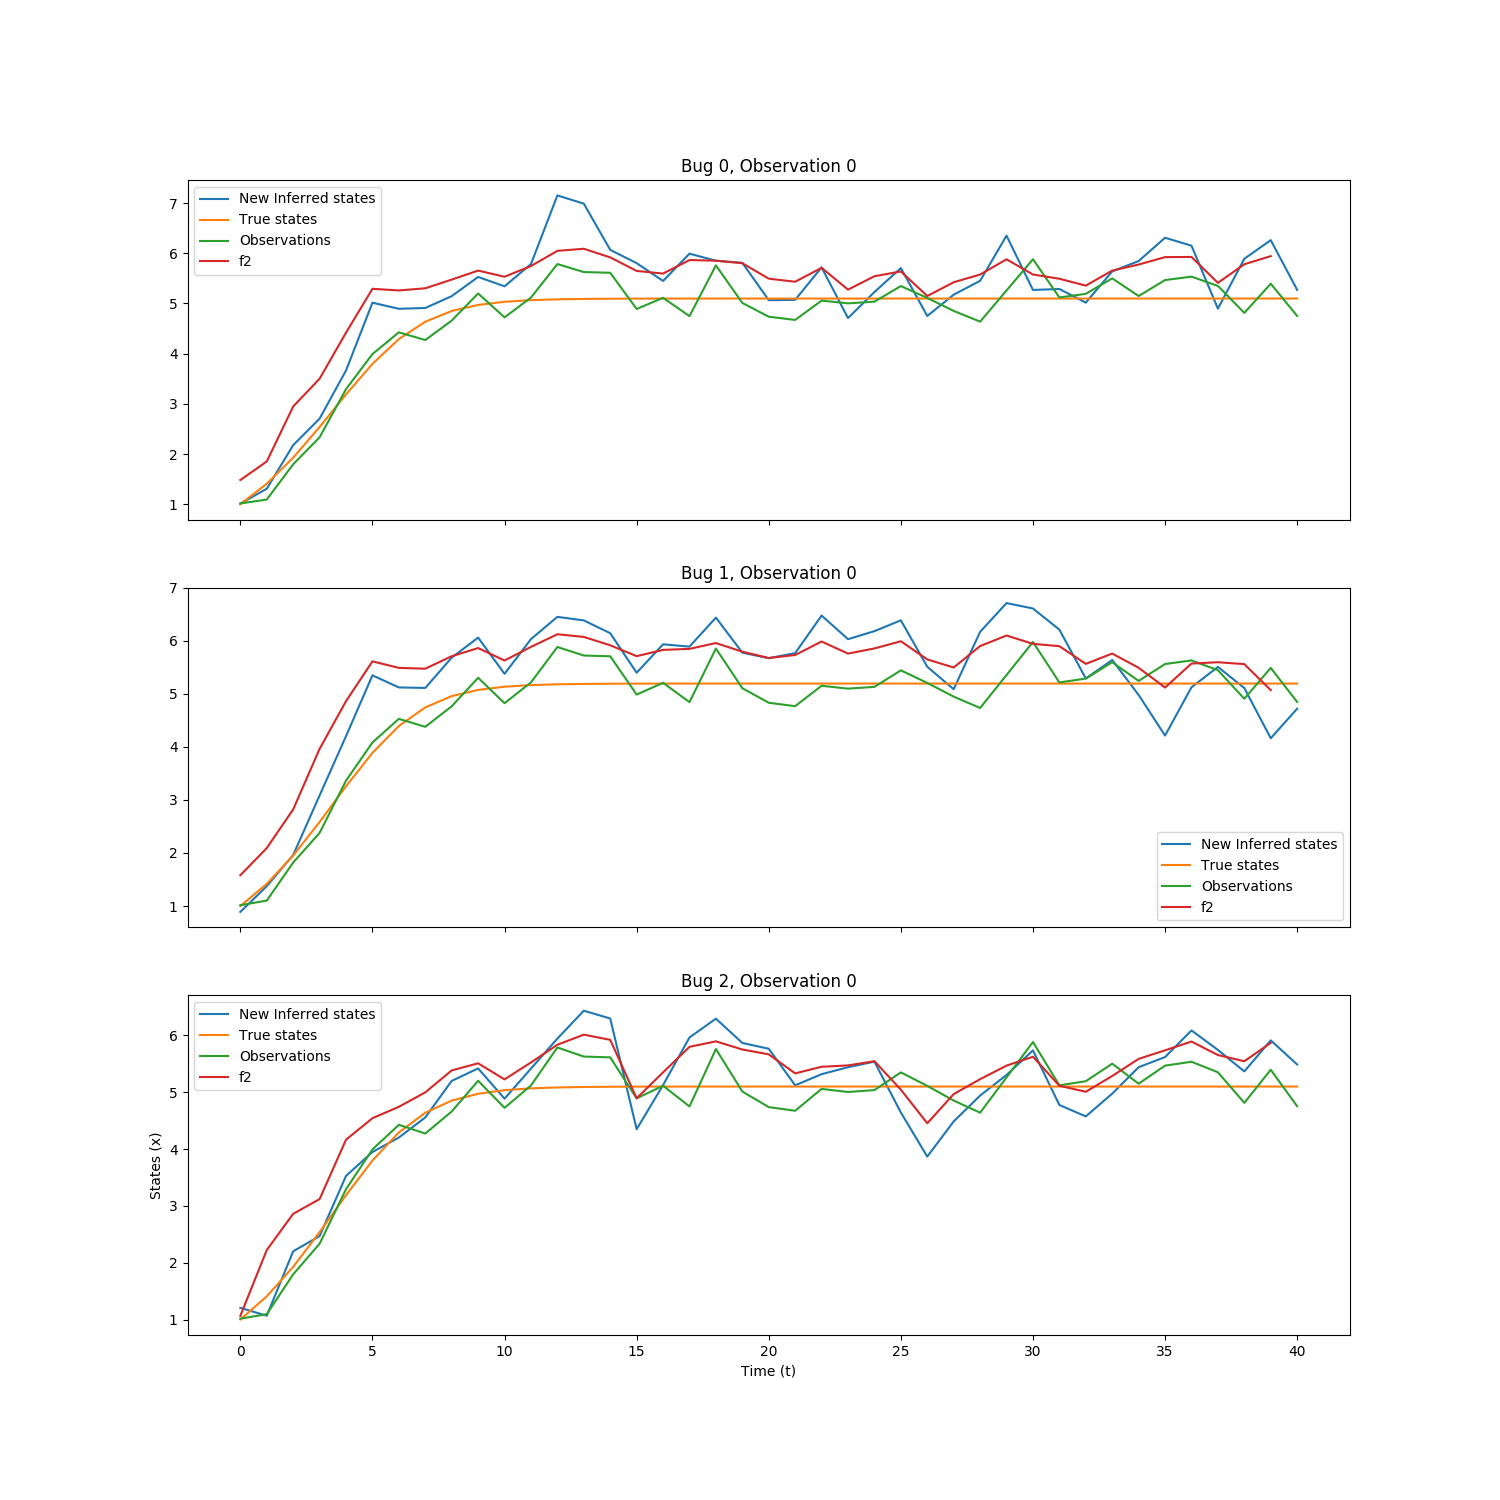 Bug 0, Observation 0
New Inferred states
True states
Observations
f2
7
6
5
4
3
2
1
Bug 1, Observation 0
7
6
5
4
3
2
1
New Inferred states
True states
Observations
f2
Bug 2, Observation 0
New Inferred states
True states
Observations
f2
6
5
4
3
2
1
States (x)
0 5 10 15 20 25 30 35 40
Time (t)